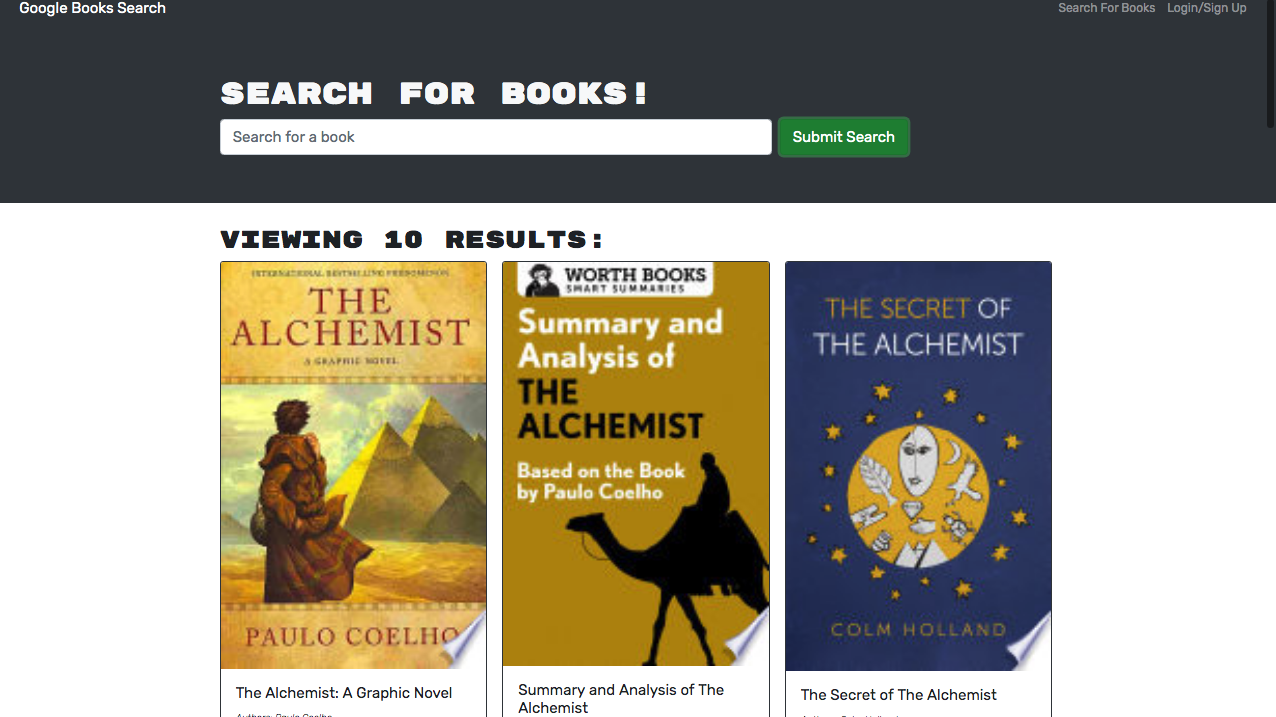 Google Books Search
Search For Books Login/Sign Up
SEARCH FOR BOOKS!
Search for a book
Submit Search
VIEWING 10 RESULTS:
INTERNATIONAL BESTSELLING PHENOMENON
THE
ALCHEMIST
A GRAPHIC NOVEL
PAULO COELHO
The Alchemist: A Graphic Novel
Authors: Paulo Coelho
WORTH BOOKS
SMART SUMMARIES
Summary and
Analysis of
THE
ALCHEMIST
Based on the Book
by Paulo Coelho
Summary and Analysis of The
Alchemist
THE SECRET OF
THE ALCHEMIST
COLM HOLLAND
The Secret of The Alchemist